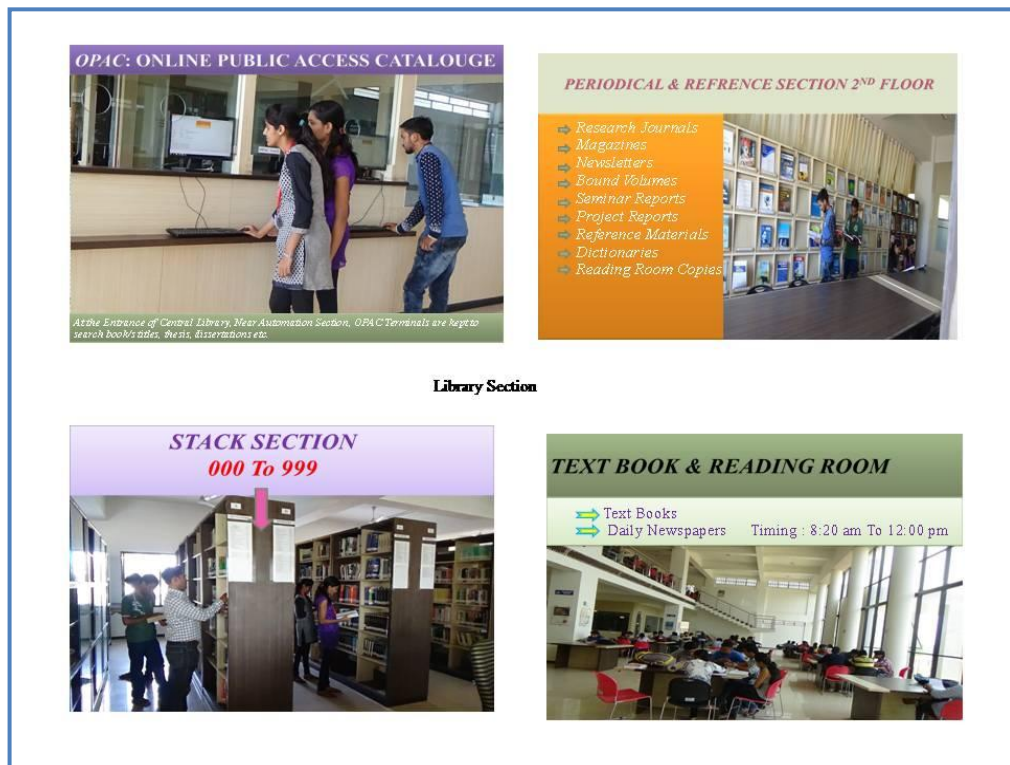 OPAC: ONLINE PUBLIC ACCESS CATALOUGE
At the Entrance of Central Library, Near Automation Section, OPAC Terminals are kept to
search book/s titles, thesis, dissertations etc.
PERIODICAL & REFRENCE SECTION 2ND FLOOR
Research Journals
Magazines
Newsletters
Bound Volumes
Seminar Reports
Project Reports
Reference Materials
Dictionaries
Reading Room Copies
Library Section
STACK SECTION
000 To 999
TEXT BOOK & READING ROOM
Text Books
Daily Newspapers Timing : 8:20 am To 12:00 pm